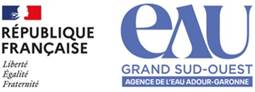 RÉPUBLIQUE
FRANÇAISE
Liberté
Égalité
Fraternité
eau
GRAND SUD-OUEST
AGENCE DE L'EAU ADOUR-GARONNE